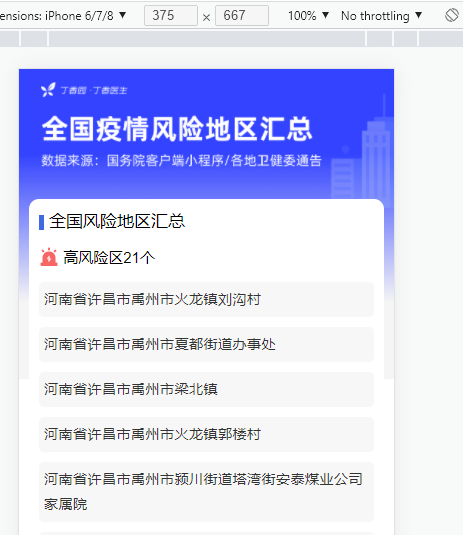 ensions: iPhone 6/7/8 ▼ 375 × 667 100% ▼ No throttling ▼
丁香园·丁香医生
全国疫情风险地区汇总
数据来源：国务院客户端小程序/各地卫健委通告
全国风险地区汇总
高风险区21个
河南省许昌市禹州市火龙镇刘沟村
河南省许昌市禹州市夏都街道办事处
河南省许昌市禹州市梁北镇
河南省许昌市禹州市火龙镇郭楼村
河南省许昌市禹州市颍川街道塔湾街安泰煤业公司
家属院